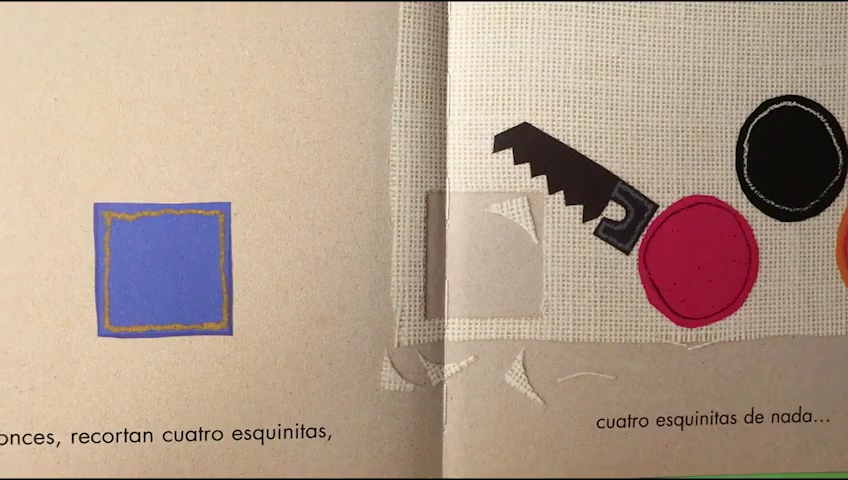 onces, recortan cuatro esquinitas,
cuatro esquinitas de nada...